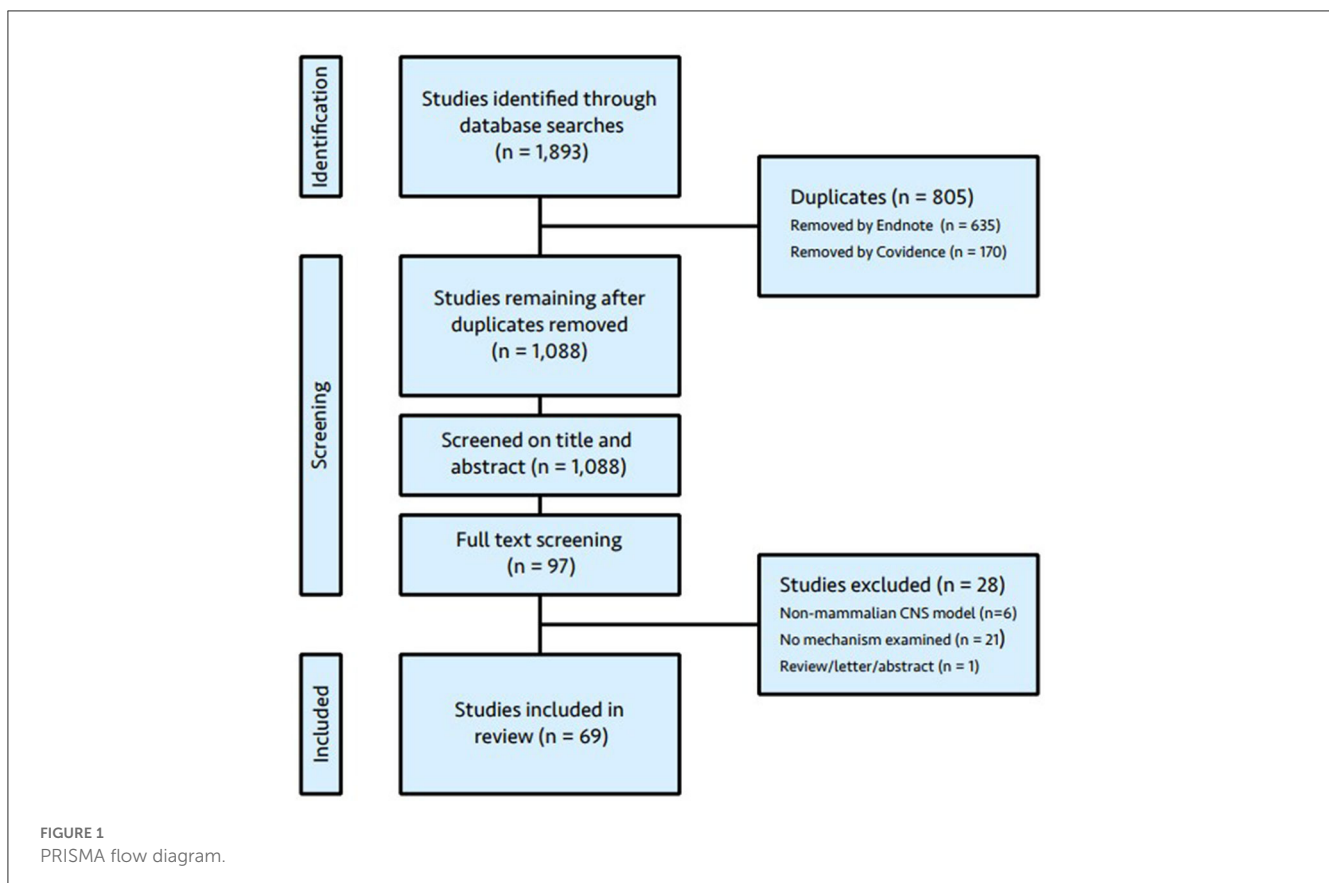 Identification
Studies identified through
database searches
(n = 1,893)
Duplicates (n = 805)
Removed by Endnote (n = 635)
Removed by Covidence (n = 170)
Screening
Studies remaining after
duplicates removed
(n = 1,088)
Screened on title and
abstract (n = 1,088)
Full text screening
(n = 97)
Studies excluded (n = 28)
Non-mammalian CNS model (n=6)
No mechanism examined (n = 21)
Review/letter/abstract (n = 1)
Included
Studies included in
review (n = 69)
FIGURE 1
PRISMA flow diagram.